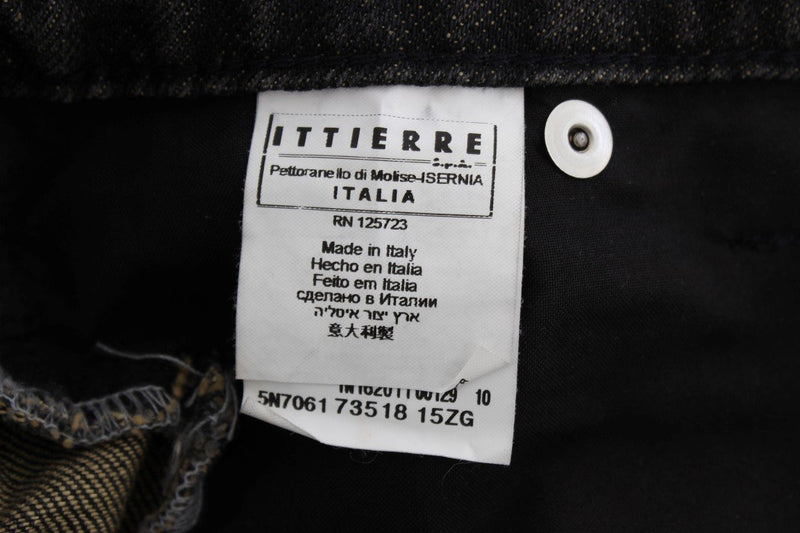 ITTIERRE
S.p.A.
Pettoranello di Molise-ISERNIA
ITALIA
RN 125723
Made in Italy
Hecho en Italia
Feito em Italia
сделано в Италии
ארץ יצור איטליה
意大利製
10
5N7061 73518 15ZG